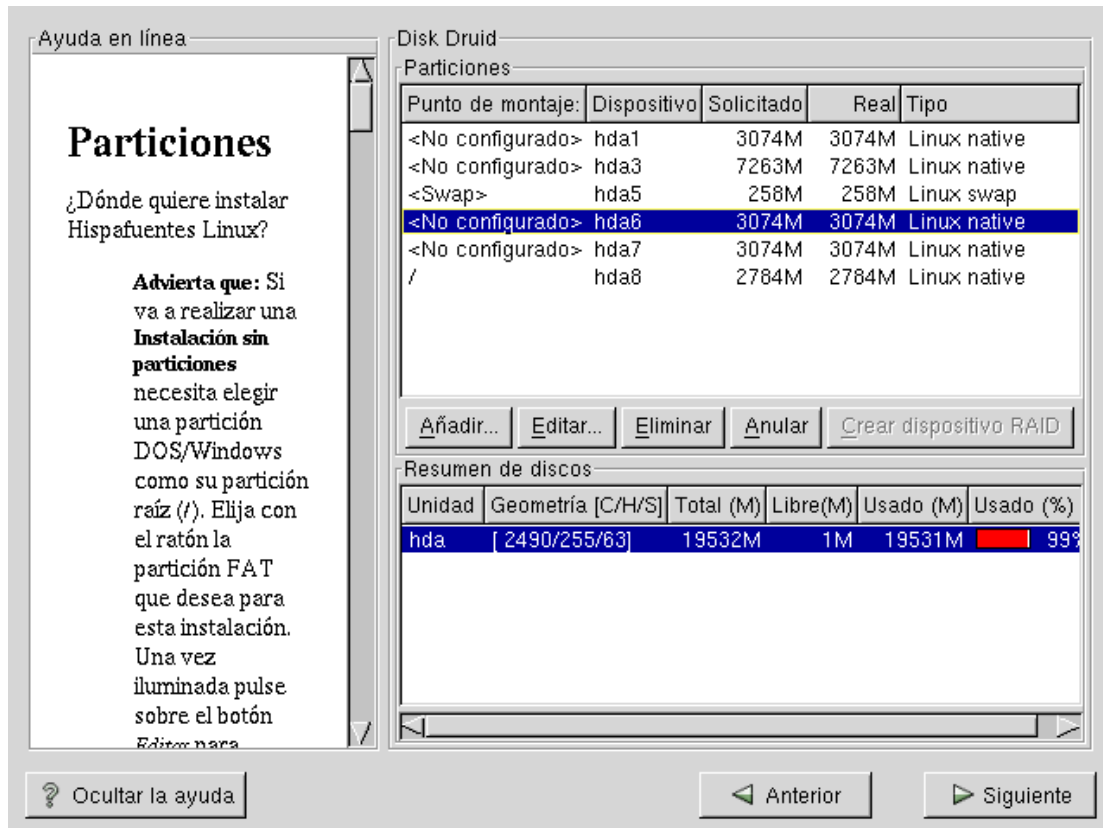 Ayuda en línea
Particiones
¿Dónde quiere instalar
Hispafuentes Linux?
Advierta que: Si
va a realizar una
Instalación sin
particiones
necesita elegir
una partición
DOS/Windows
como su partición
raíz (/). Elija con
el ratón la
partición FAT
que desea para
esta instalación.
Una vez
iluminada pulse
sobre el botón
Editar para
Disk Druid
Particiones
Punto de montaje: Dispositivo Solicitado Real Tipo
<No configurado> hda1 3074M 3074M Linux native
<No configurado> hda3 7263M 7263M Linux native
<Swap> hda5 258M 258M Linux swap
<No configurado> hda6 3074M 3074M Linux native
<No configurado> hda7 3074M 3074M Linux native
/ hda8 2784M 2784M Linux native
Añadir... Editar... Eliminar Anular Crear dispositivo RAID
Resumen de discos
Unidad Geometría [C/H/S] Total (M) Libre(M) Usado (M) Usado (%)
hda [ 2490/255/63] 19532M 1M 19531M 99%
Ocultar la ayuda Anterior Siguiente